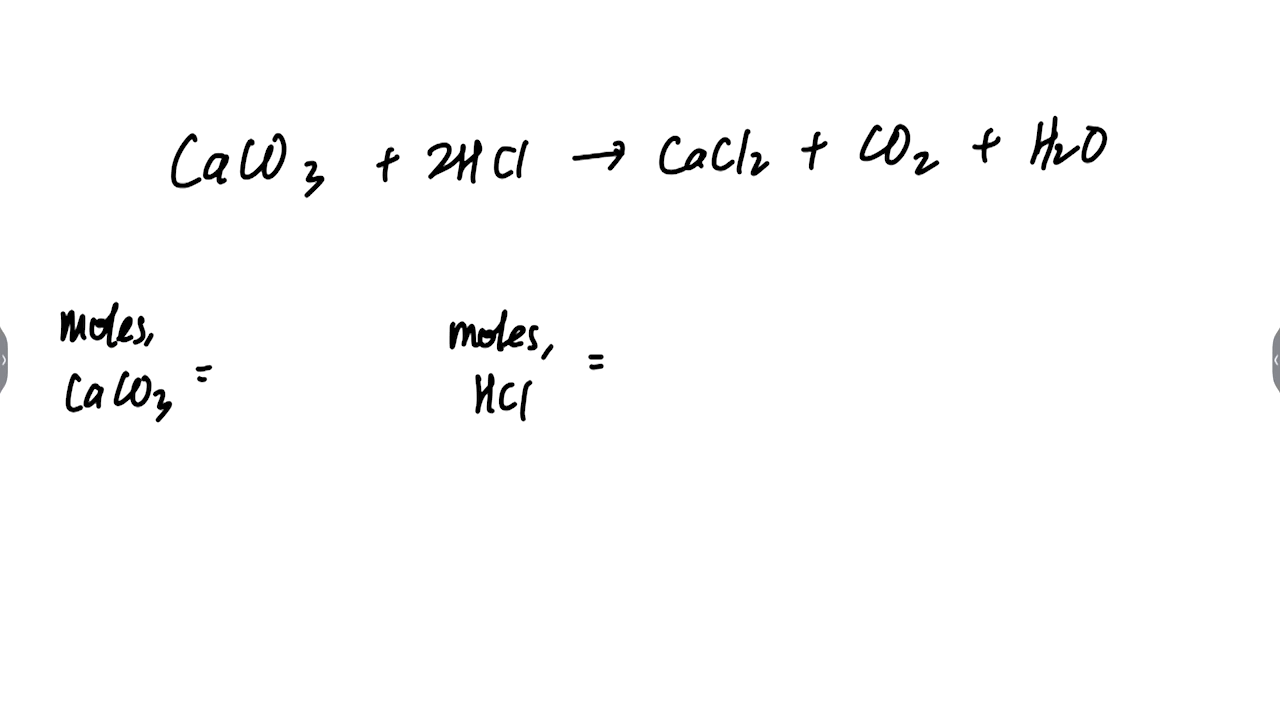 CaCO3 + 2HCl → CaCl2 + CO2 + H2O
moles,
CaCO3 =
moles,
HCl =